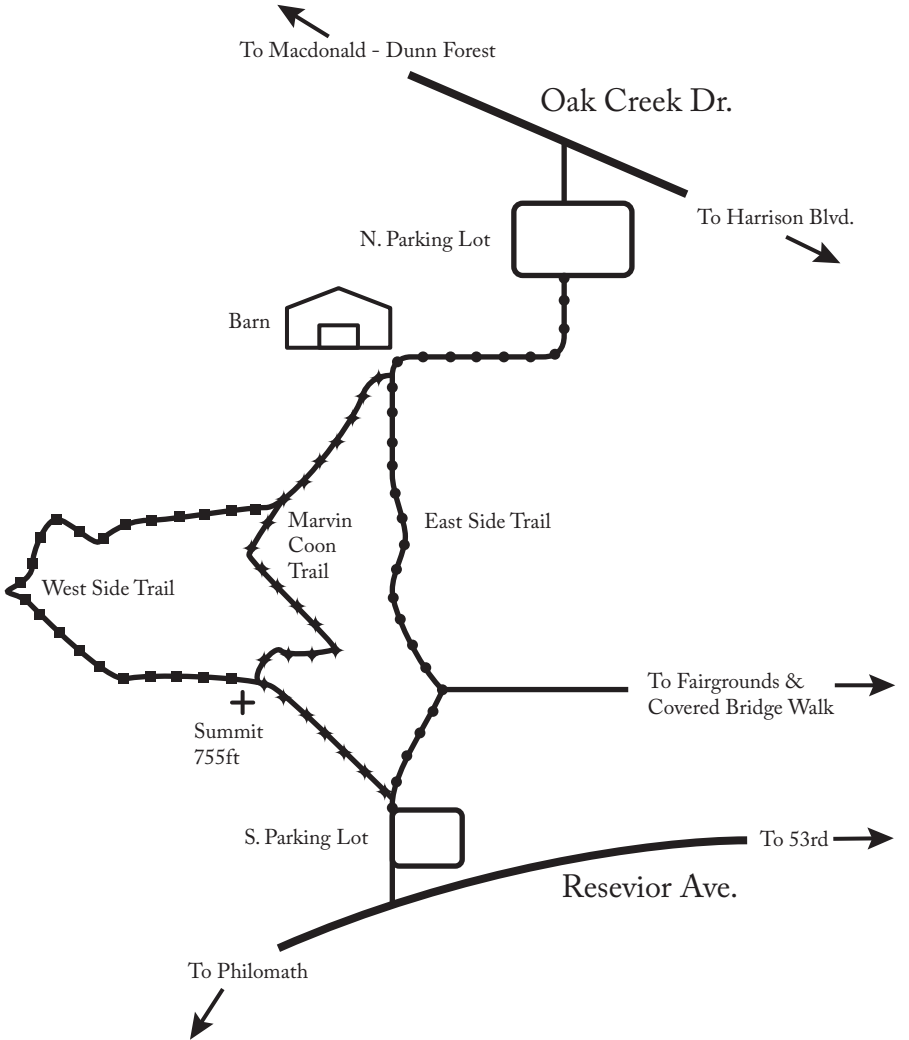 To Macdonald - Dunn Forest
Oak Creek Dr.
To Harrison Blvd.
N. Parking Lot
Barn
Marvin
Coon
Trail
East Side Trail
West Side Trail
To Fairgrounds &
Covered Bridge Walk
Summit
755ft
S. Parking Lot
To 53rd
Resevior Ave.
To Philomath